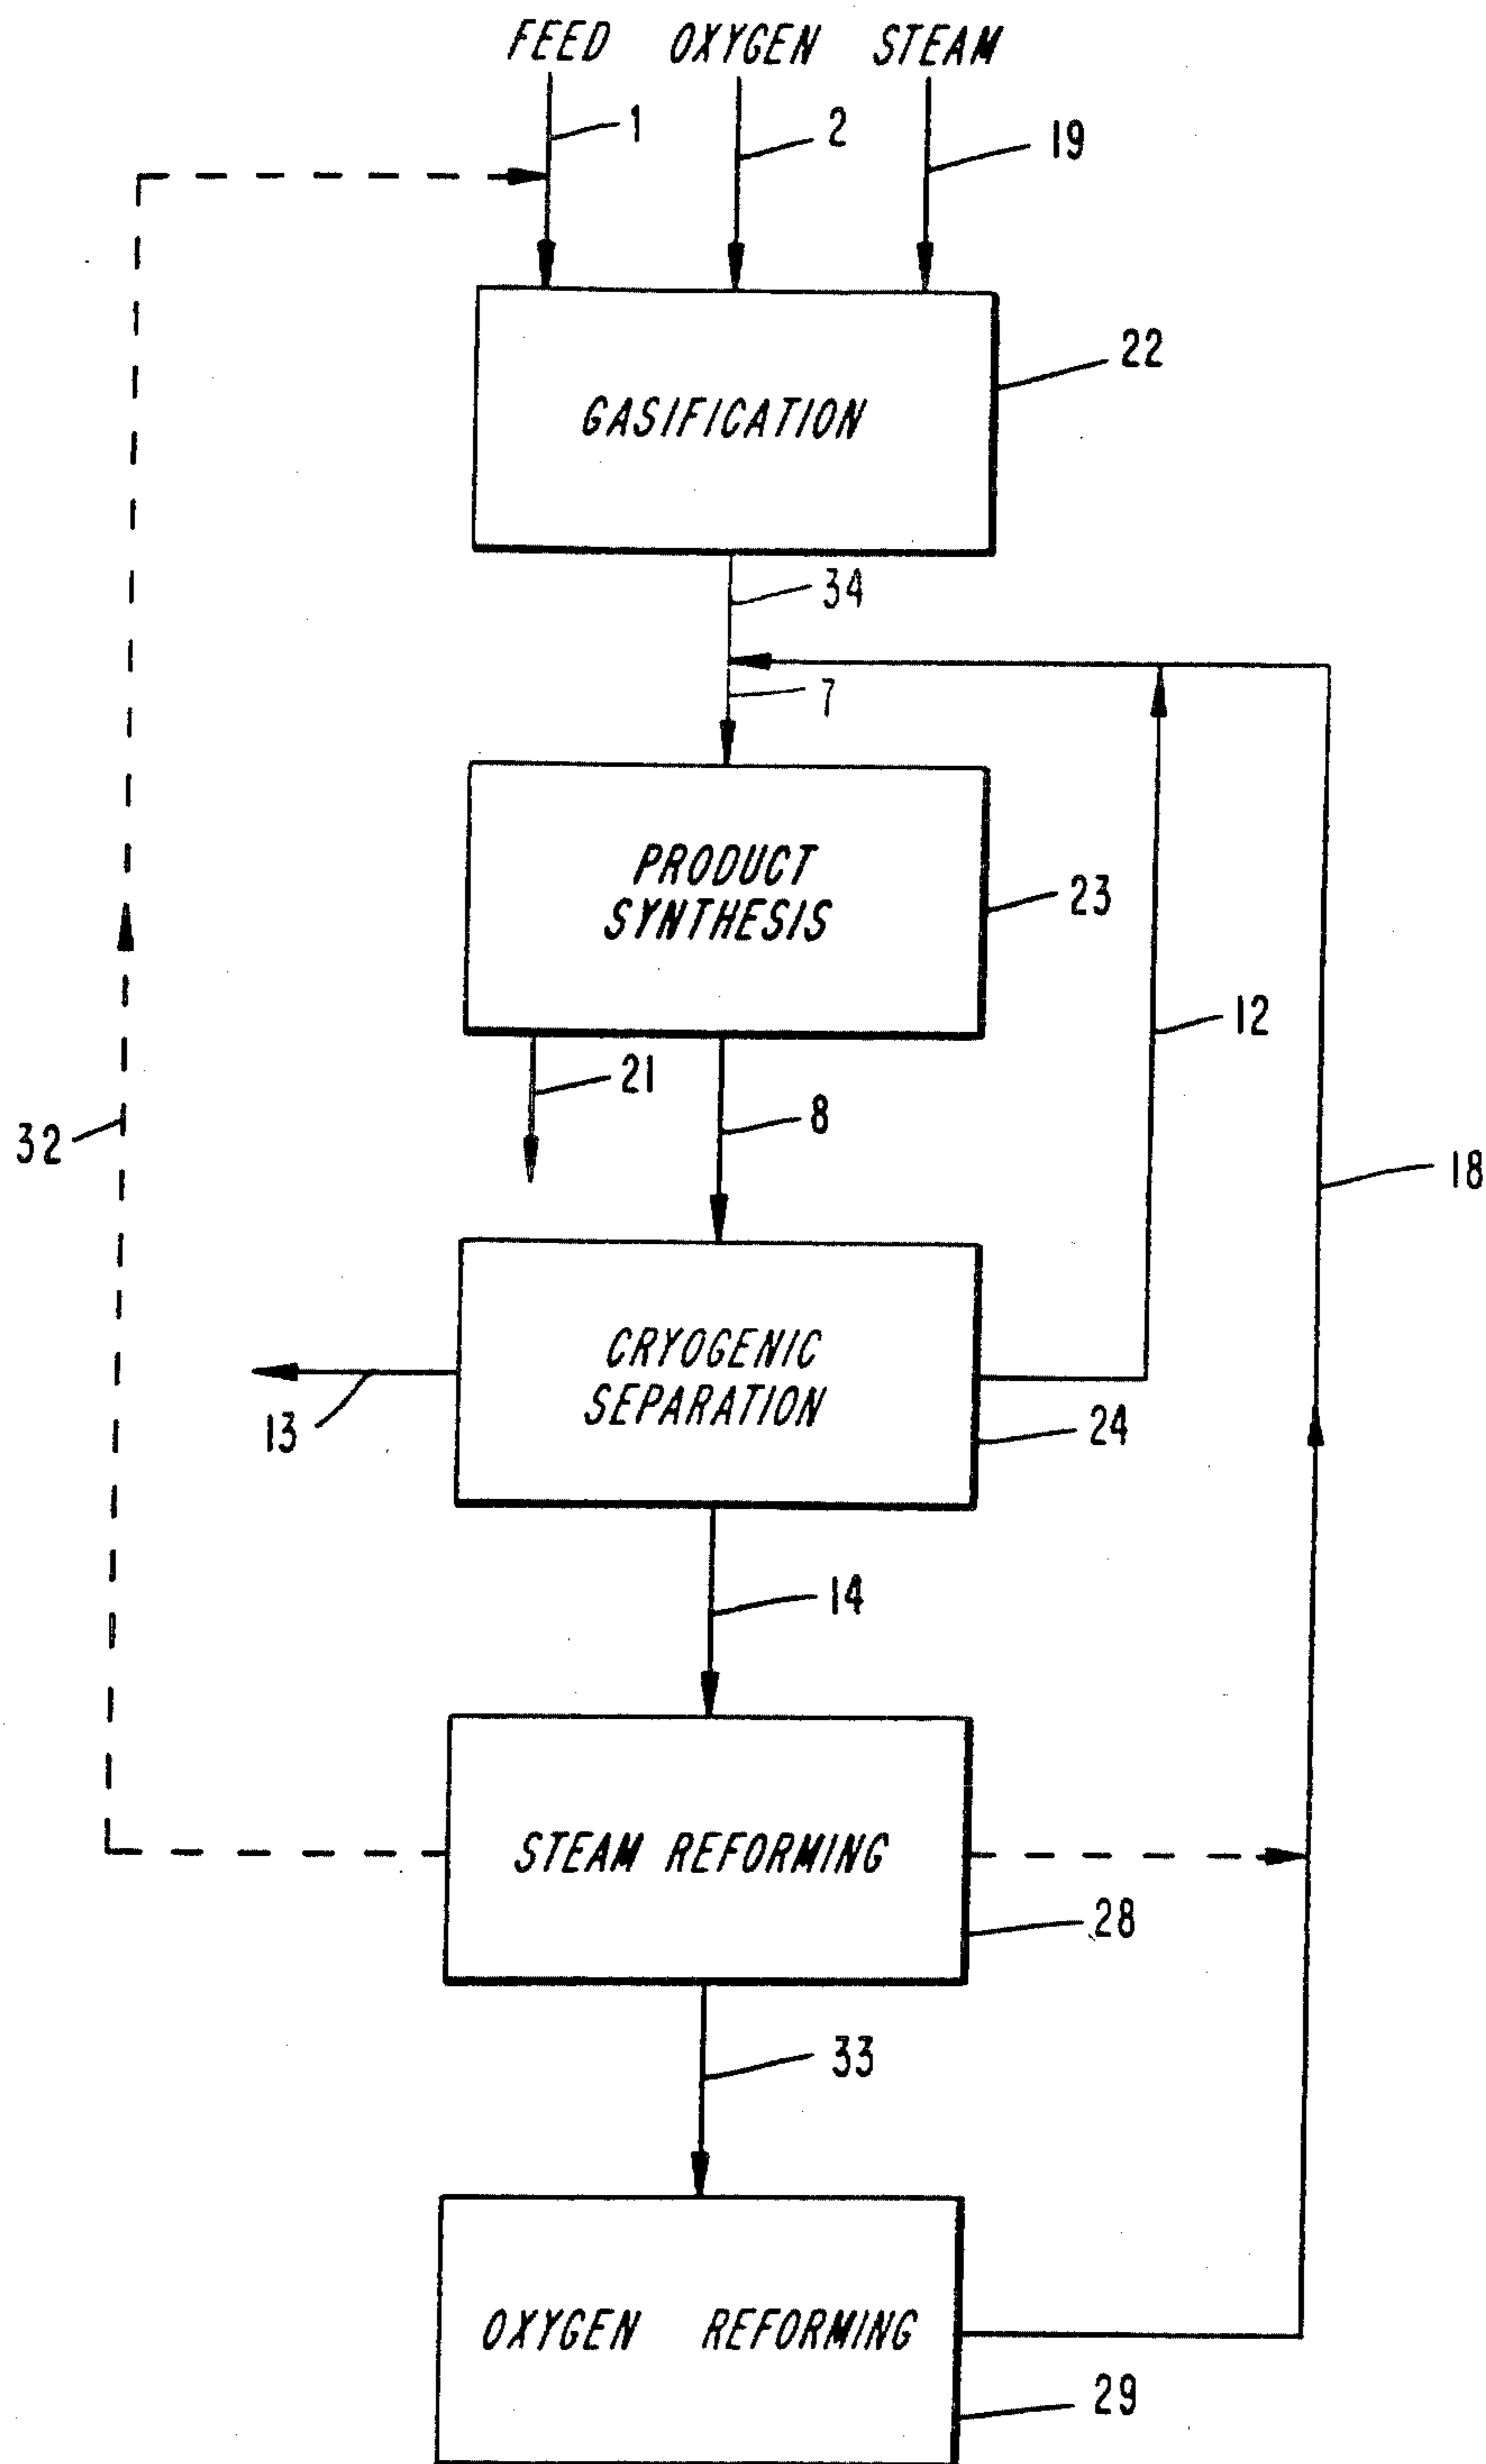 FEED OXYGEN STEAM
1
2
19
22
GASIFICATION
34
7
PRODUCT
SYNTHESIS
23
12
21
8
32
18
CRYOGENIC
SEPARATION
13
24
14
STEAM REFORMING
28
33
OXYGEN REFORMING
29